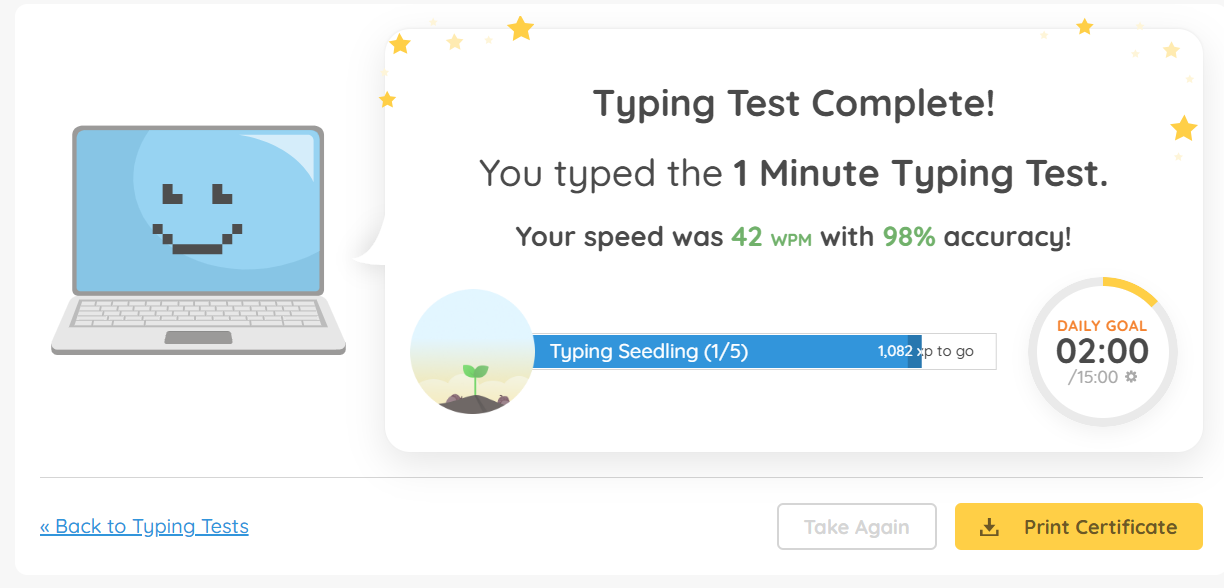 Typing Test Complete!
You typed the 1 Minute Typing Test.
Your speed was 42 WPM with 98% accuracy!
Typing Seedling (1/5) 1,082 xp to go
DAILY GOAL
02:00
/15:00
« Back to Typing Tests
Take Again
Print Certificate